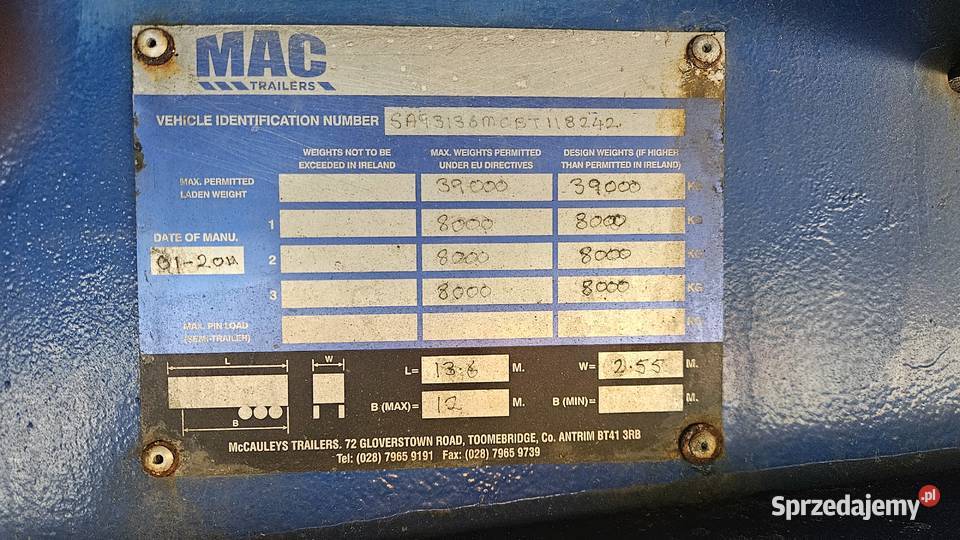 MAC
TRAILERS
VEHICLE IDENTIFICATION NUMBER SA93136MCBT118242
WEIGHTS NOT TO BE EXCEEDED IN IRELAND
MAX. WEIGHTS PERMITTED UNDER EU DIRECTIVES
DESIGN WEIGHTS (IF HIGHER THAN PERMITTED IN IRELAND)
MAX. PERMITTED LADEN WEIGHT 39000 39000 KG
1 8000 8000 KG
DATE OF MANU.
01-2011
2 8000 8000 KG
3 8000 8000 KG
MAX. PIN LOAD (SEMI-TRAILER) KG
L W
B
L= 13.6 M. W= 2.55 M.
B (MAX)= 12 M. B (MIN)= M.
McCAULEYS TRAILERS. 72 GLOVERSTOWN ROAD, TOOMEBRIDGE, Co. ANTRIM BT41 3RB
Tel: (028) 7965 9191 Fax: (028) 7965 9739
Sprzedajemy.pl